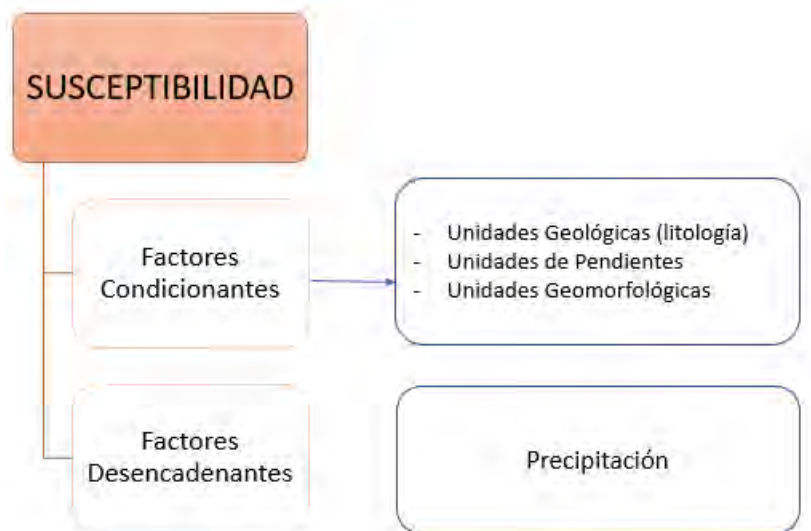 SUSCEPTIBILIDAD
Factores
Condicionantes
- Unidades Geológicas (litología)
- Unidades de Pendientes
- Unidades Geomorfológicas
Factores
Desencadenantes
Precipitación